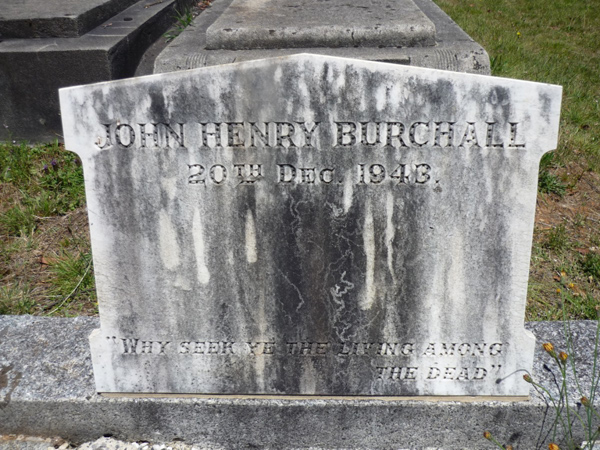 JOHN HENRY BURCHALL
20TH DEC. 1943.
"WHY SEEK YE THE LIVING AMONG
THE DEAD"